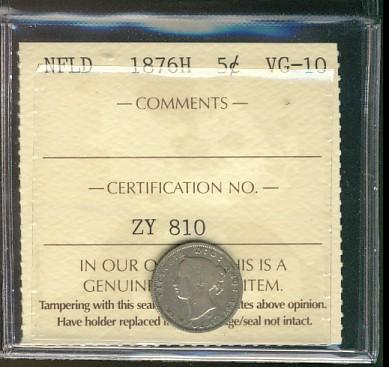 NFLD 1876H 5¢ VG-10
— COMMENTS —
— CERTIFICATION NO. —
ZY 810
IN OUR O HIS IS A
GENUIN ITEM.
Tampering with this sea tes above opinion.
Have holder replaced ge/seal not intact.